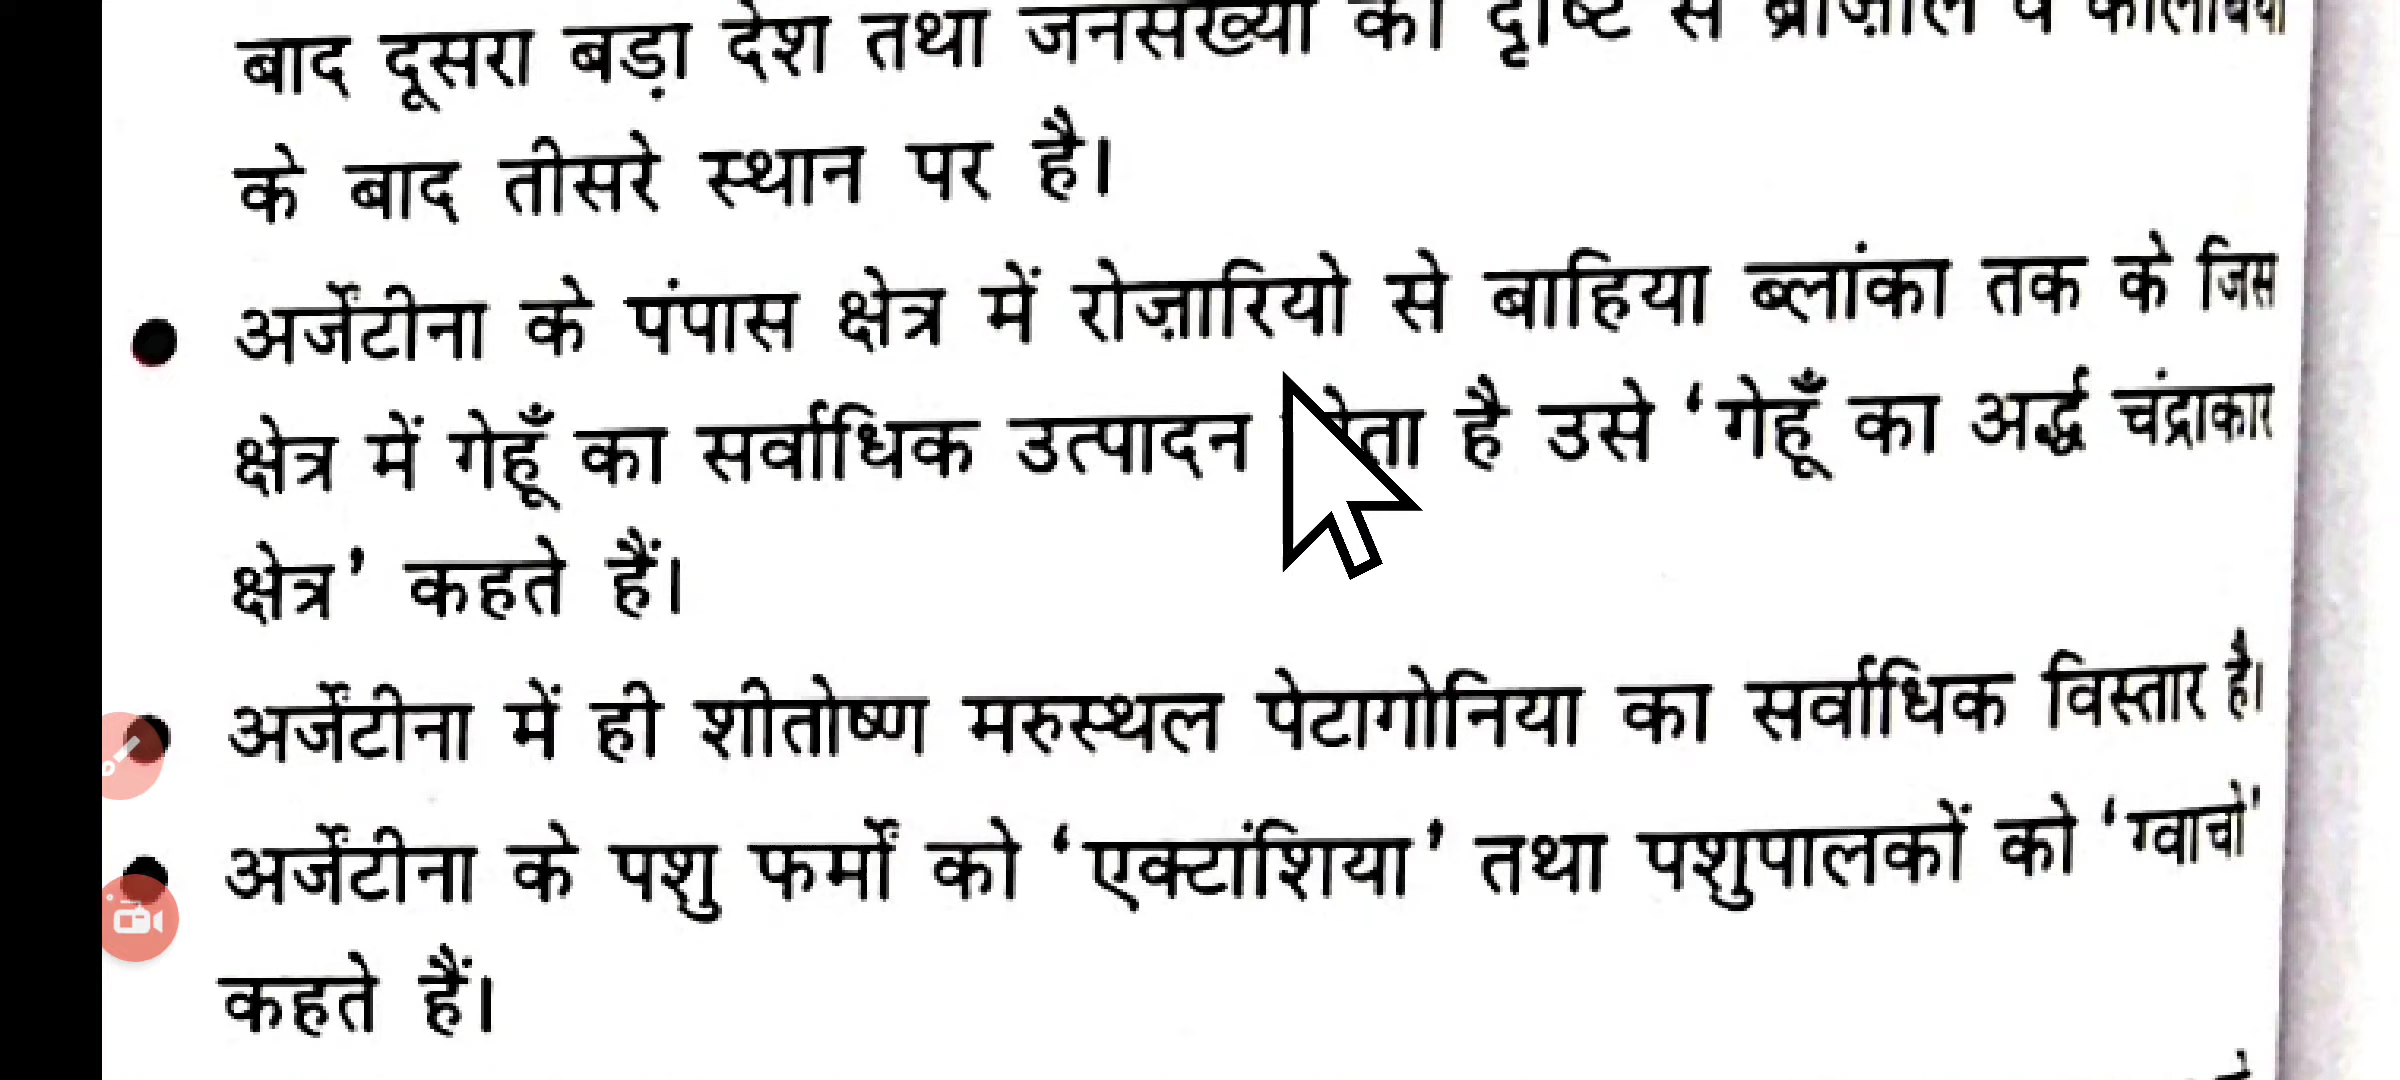 बाद दूसरा बड़ा देश तथा जनसंख्या की दृष्टि से ब्राज़ील व कोलंबिया
के बाद तीसरे स्थान पर है।
● अर्जेंटीना के पंपास क्षेत्र में रोज़ारियो से बाहिया ब्लांका तक के जिस
क्षेत्र में गेहूँ का सर्वाधिक उत्पादन होता है उसे ‘गेहूँ का अर्द्ध चंद्राकार
क्षेत्र’ कहते हैं।
● अर्जेंटीना में ही शीतोष्ण मरुस्थल पेटागोनिया का सर्वाधिक विस्तार है।
● अर्जेंटीना के पशु फर्मों को ‘एक्टांशिया’ तथा पशुपालकों को ‘ग्वाचो’
कहते हैं।